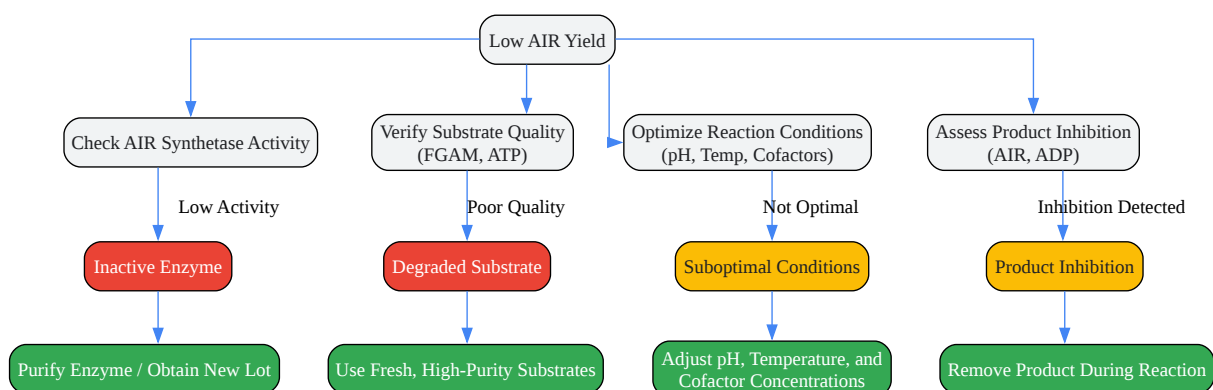 Low AIR Yield
Check AIR Synthetase Activity
Verify Substrate Quality
(FGAM, ATP)
Optimize Reaction Conditions
(pH, Temp, Cofactors)
Assess Product Inhibition
(AIR, ADP)
Low Activity
Poor Quality
Not Optimal
Inhibition Detected
Inactive Enzyme
Degraded Substrate
Suboptimal Conditions
Product Inhibition
Purify Enzyme / Obtain New Lot
Use Fresh, High-Purity Substrates
Adjust pH, Temperature, and
Cofactor Concentrations
Remove Product During Reaction